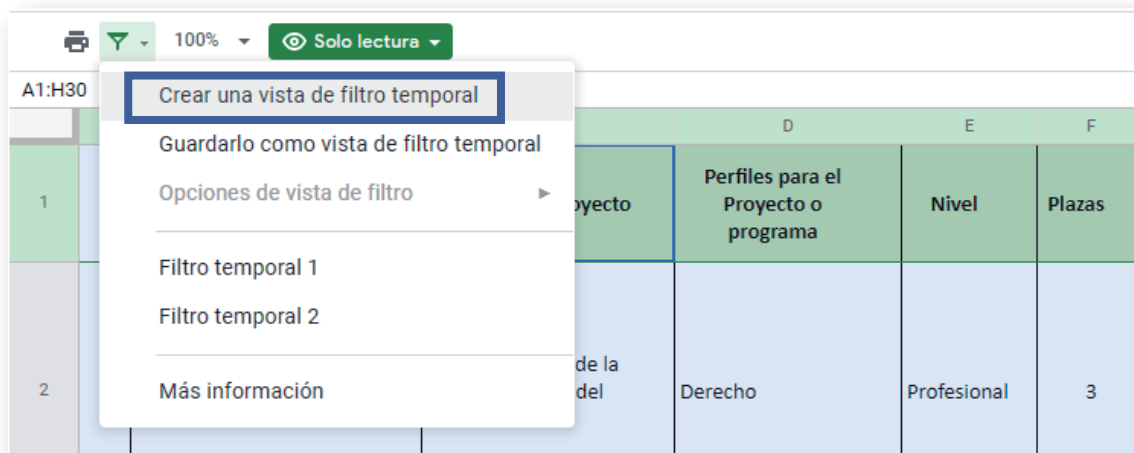 100% Solo lectura
A1:H30
Crear una vista de filtro temporal
Guardarlo como vista de filtro temporal
Opciones de vista de filtro
Filtro temporal 1
Filtro temporal 2
Más información
D E F
1
Perfiles para el
Proyecto o
programa
Nivel
Plazas
2
de la
del
Derecho
Profesional
3